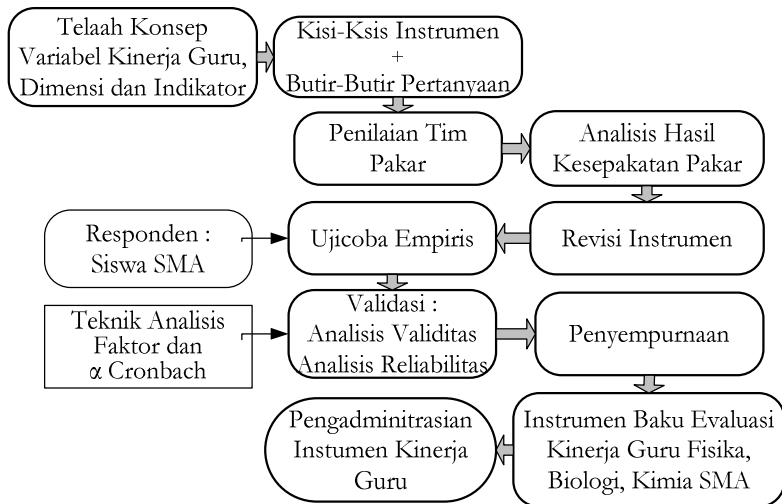 Telaah Konsep
Variabel Kinerja Guru,
Dimensi dan Indikator
Kisi-Ksis Instrumen
+
Butir-Butir Pertanyaan
Penilaian Tim
Pakar
Analisis Hasil
Kesepakatan Pakar
Responden :
Siswa SMA
Ujicoba Empiris
Revisi Instrumen
Teknik Analisis
Faktor dan
α Cronbach
Validasi :
Analisis Validitas
Analisis Reliabilitas
Penyempurnaan
Pengadminitrasian
Instumen Kinerja
Guru
Instrumen Baku Evaluasi
Kinerja Guru Fisika,
Biologi, Kimia SMA